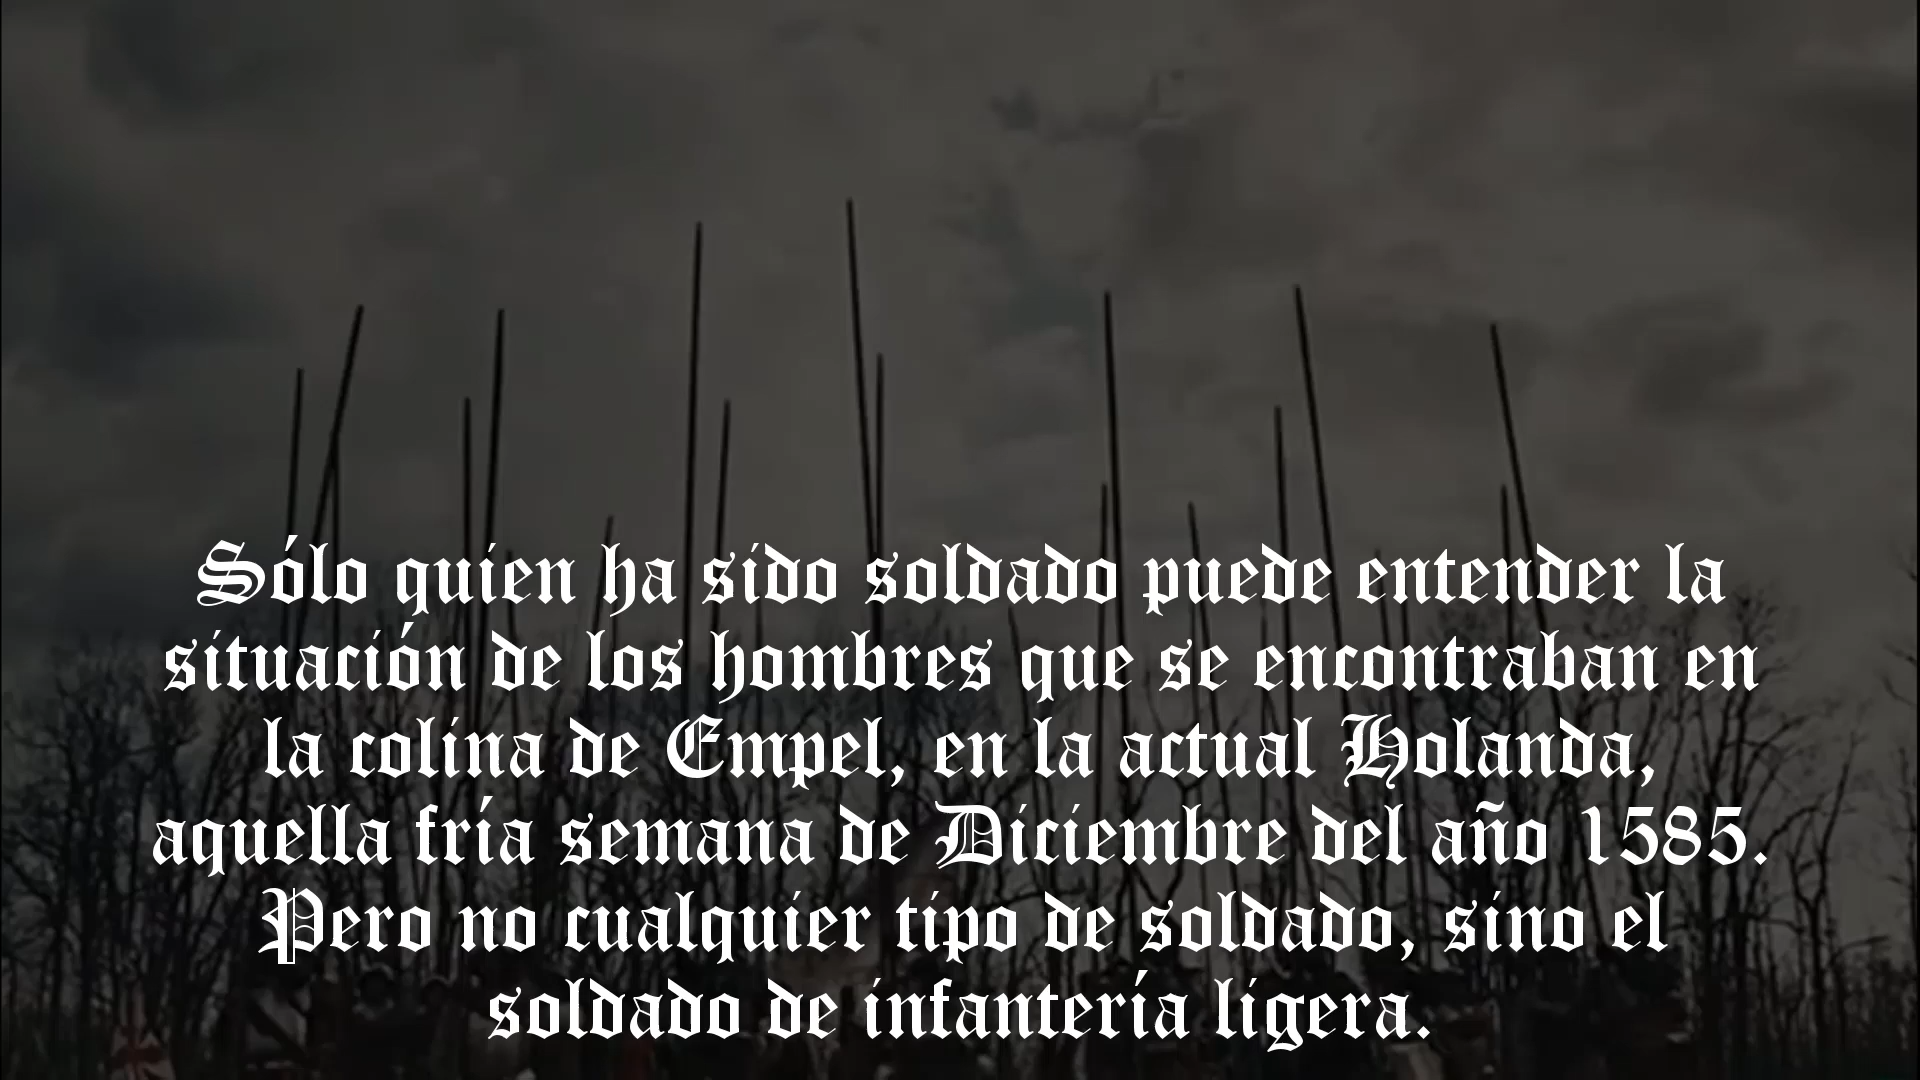 Sólo quien ha sido soldado puede entender la
situación de los hombres que se encontraban en
la colina de Empel, en la actual Holanda,
aquella fría semana de Diciembre del año 1585.
Pero no cualquier tipo de soldado, sino el
soldado de infantería ligera.